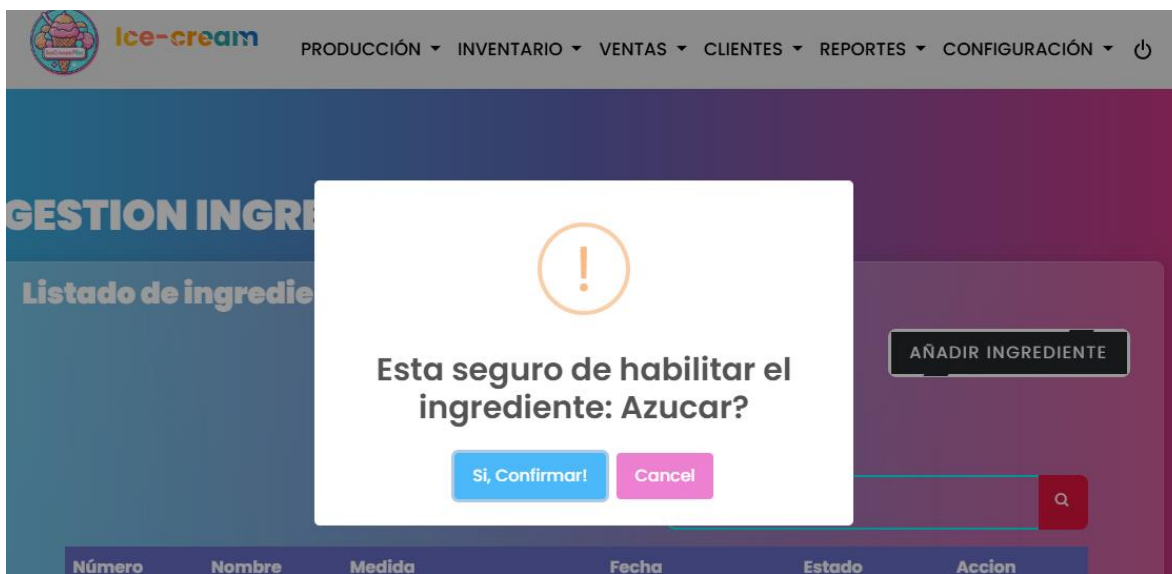 Ice-cream
PRODUCCIÓN INVENTARIO VENTAS CLIENTES REPORTES CONFIGURACIÓN
GESTION INGRE
Listado de ingredie
AÑADIR INGREDIENTE
!
Esta seguro de habilitar el
ingrediente: Azucar?
Si, Confirmar! Cancel
Número Nombre Medida Fecha Estado Accion